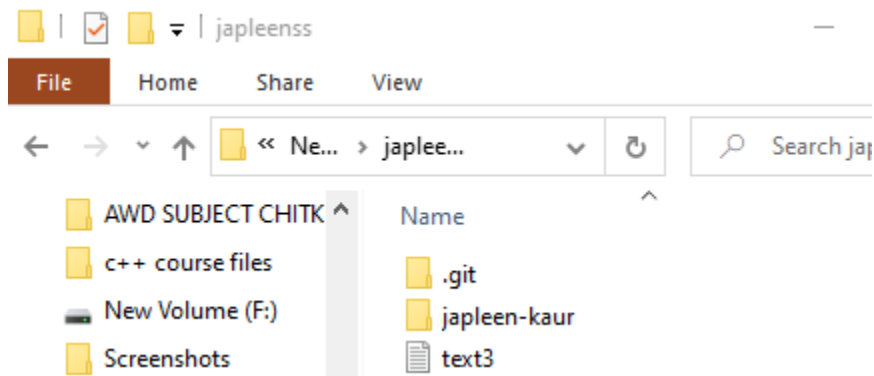 japleenss
File Home Share View
« Ne... › japlee... Search jap
AWD SUBJECT CHITK
c++ course files
New Volume (F:)
Screenshots
Name
.git
japleen-kaur
text3